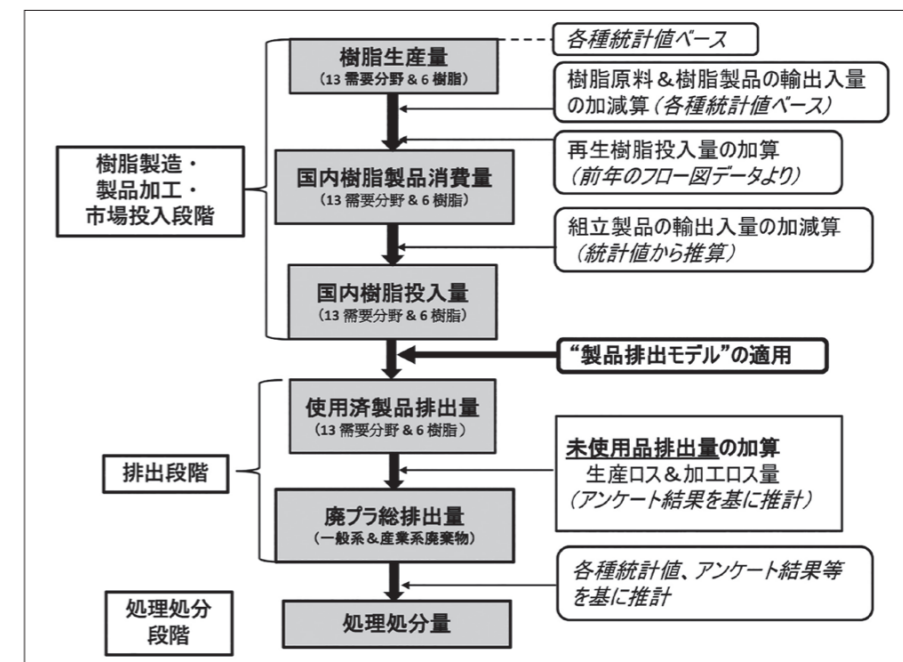 樹脂生産量
(13 需要分野 & 6 樹脂)
各種統計値ベース
樹脂原料&樹脂製品の輸出入量
の加減算(各種統計値ベース)
再生樹脂投入量の加算
(前年のフロー図データより)
樹脂製造・
製品加工・
市場投入段階
国内樹脂製品消費量
(13 需要分野 & 6 樹脂)
組立製品の輸出入量の加減算
(統計値から推算)
国内樹脂投入量
(13 需要分野 & 6 樹脂)
“製品排出モデル”の適用
使用済製品排出量
(13 需要分野 & 6 樹脂)
排出段階
未使用品排出量の加算
生産ロス&加工ロス量
(アンケート結果を基に推計)
廃プラ総排出量
(一般系&産業系廃棄物)
各種統計値、アンケート結果等
を基に推計
処理処分
段階
処理処分量